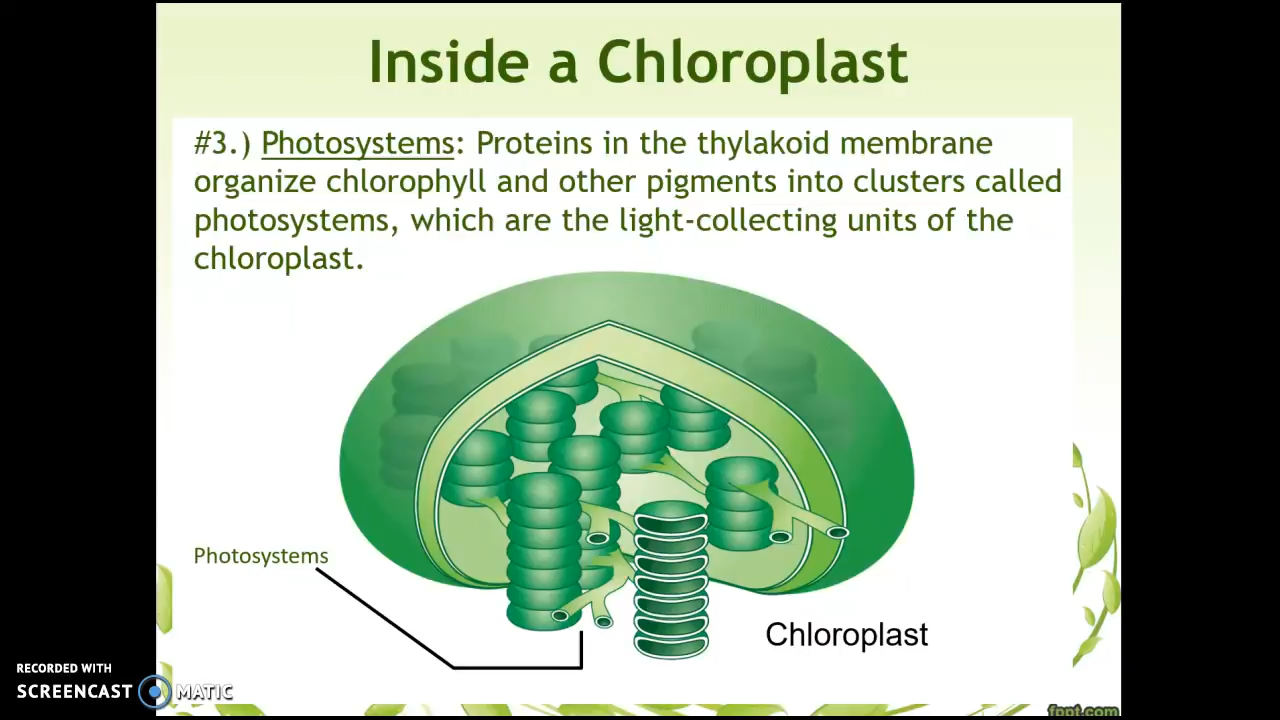 Inside a Chloroplast
#3.) Photosystems: Proteins in the thylakoid membrane
organize chlorophyll and other pigments into clusters called
photosystems, which are the light-collecting units of the
chloroplast.
Photosystems
Chloroplast
RECORDED WITH
SCREENCAST MATIC
fppt.com